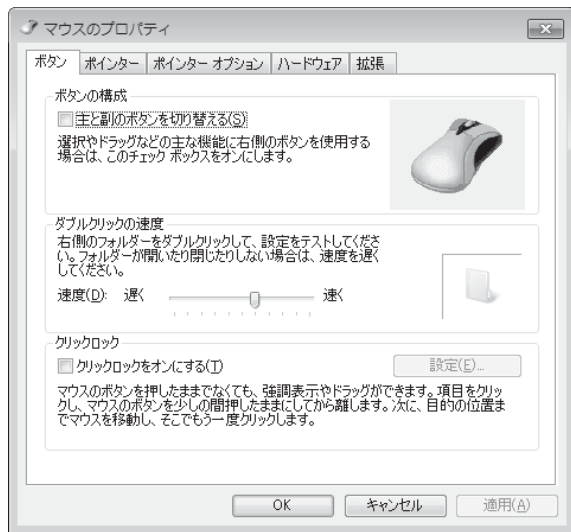 マウスのプロパティ
ボタン ポインター ポインター オプション ハードウェア 拡張
ボタンの構成
主と副のボタンを切り替える(S)
選択やドラッグなどの主な機能に右側のボタンを使用する
場合は、このチェック ボックスをオンにします。
ダブルクリックの速度
右側のフォルダーをダブルクリックして、設定をテストしてくださ
い。フォルダーが開いたり閉じたりしない場合は、速度を遅く
してください。
速度(D): 遅く 速く
クリックロック
クリックロックをオンにする(T) 設定(E)...
マウスのボタンを押したままでなくても、強調表示やドラッグができます。項目をクリッ
クし、マウスのボタンを少しの間押したままにしてから離します。次に、目的の位置ま
でマウスを移動し、そこでもう一度クリックします。
OK キャンセル 適用(A)